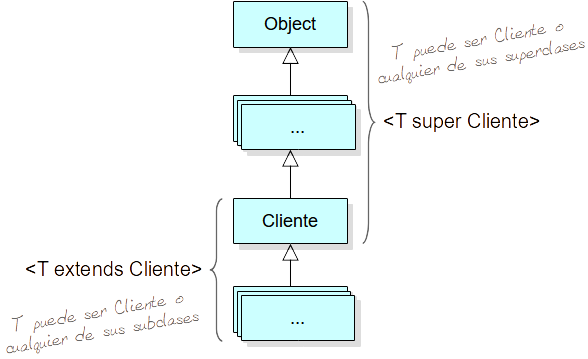 Object
T puede ser Cliente o
cualquier de sus superclases
...
<T super Cliente>
Cliente
<T extends Cliente>
T puede ser Cliente o
cualquier de sus subclases
...